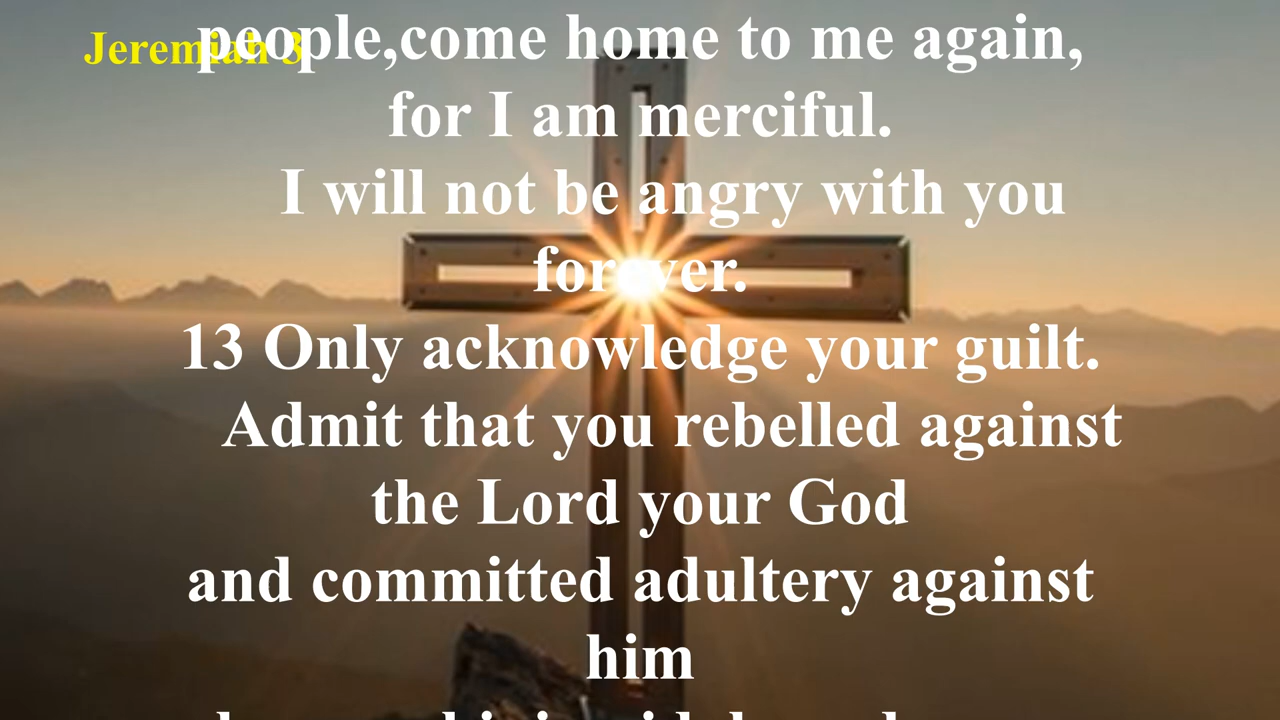 Jeremiah 3
people,come home to me again,
for I am merciful.
I will not be angry with you
forever.
13 Only acknowledge your guilt.
Admit that you rebelled against
the Lord your God
and committed adultery against
him